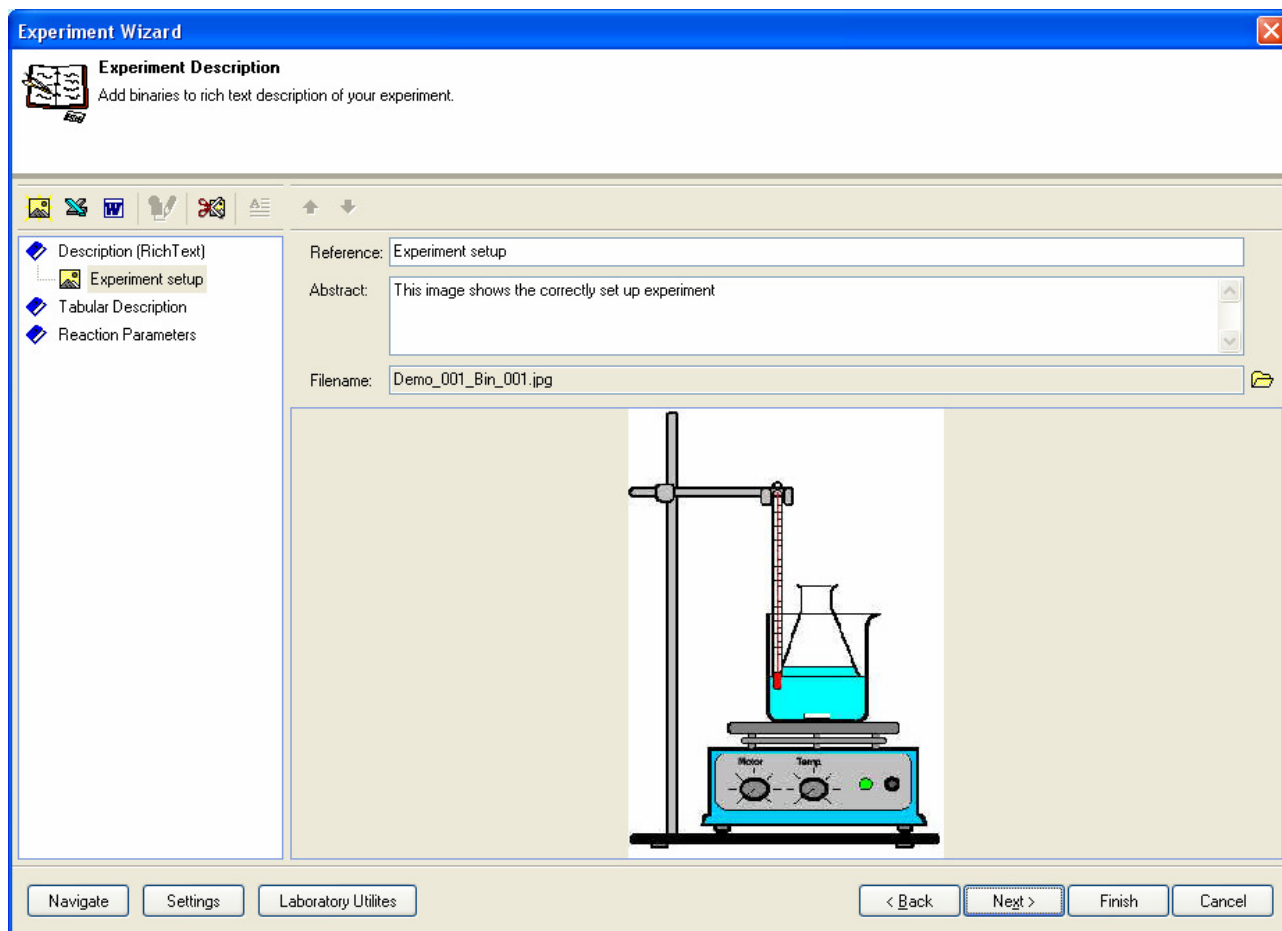 Experiment Wizard
Experiment Description
Add binaries to rich text description of your experiment.
Description (RichText)
Experiment setup
Tabular Description
Reaction Parameters
Reference: Experiment setup
Abstract: This image shows the correctly set up experiment
Filename: Demo_001_Bin_001.jpg
Motor Temp.
Navigate Settings Laboratory Utilites < Back Next > Finish Cancel